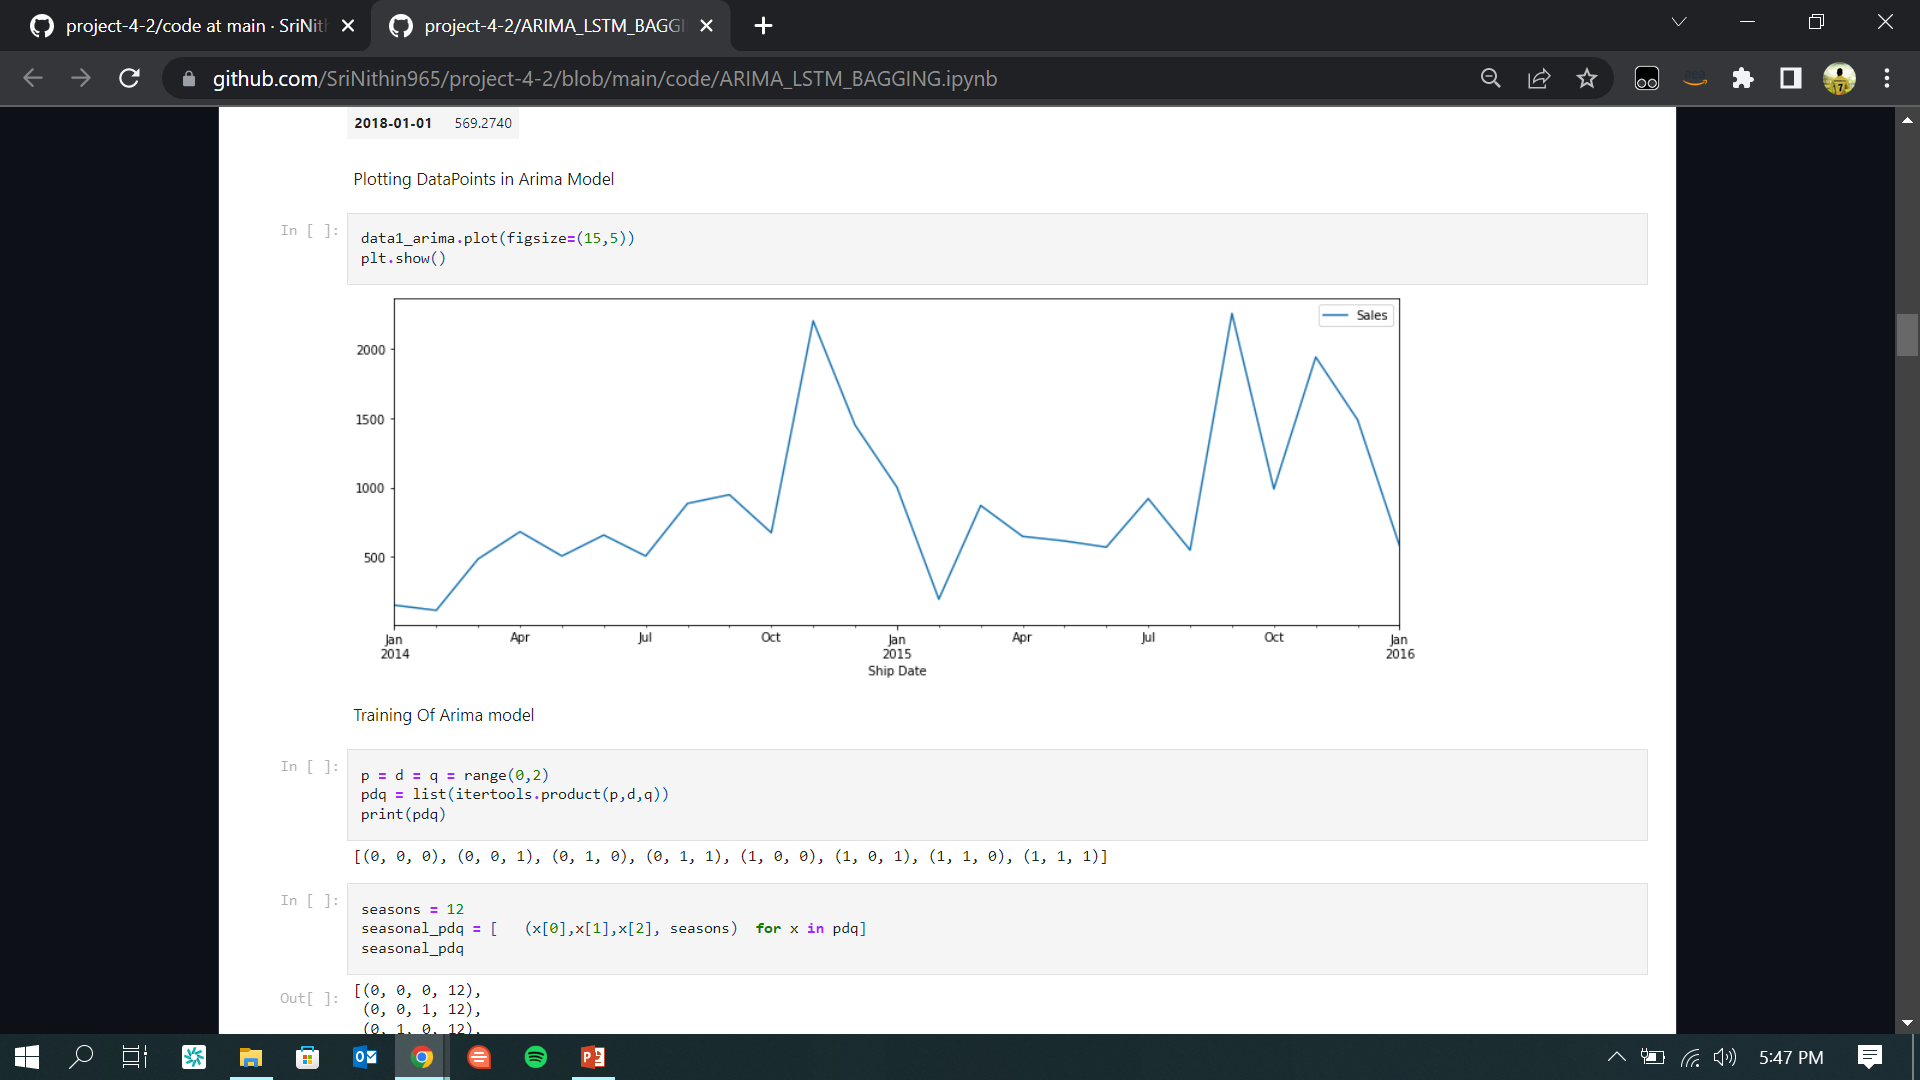 project-4-2/code at main · SriNith
project-4-2/ARIMA_LSTM_BAGGI
github.com/SriNithin965/project-4-2/blob/main/code/ARIMA_LSTM_BAGGING.ipynb
2018-01-01 569.2740
Plotting DataPoints in Arima Model
In [ ]:
data1_arima.plot(figsize=(15,5))
plt.show()
Sales
2000
1500
1000
500
Jan Apr Jul Oct Jan Apr Jul Oct Jan
2014 2015 2016
Ship Date
Training Of Arima model
In [ ]:
p = d = q = range(0,2)
pdq = list(itertools.product(p,d,q))
print(pdq)
[(0, 0, 0), (0, 0, 1), (0, 1, 0), (0, 1, 1), (1, 0, 0), (1, 0, 1), (1, 1, 0), (1, 1, 1)]
In [ ]:
seasons = 12
seasonal_pdq = [   (x[0],x[1],x[2], seasons)  for x in pdq]
seasonal_pdq
Out[ ]:
[(0, 0, 0, 12),
(0, 0, 1, 12),
(0, 1, 0, 12),
5:47 PM